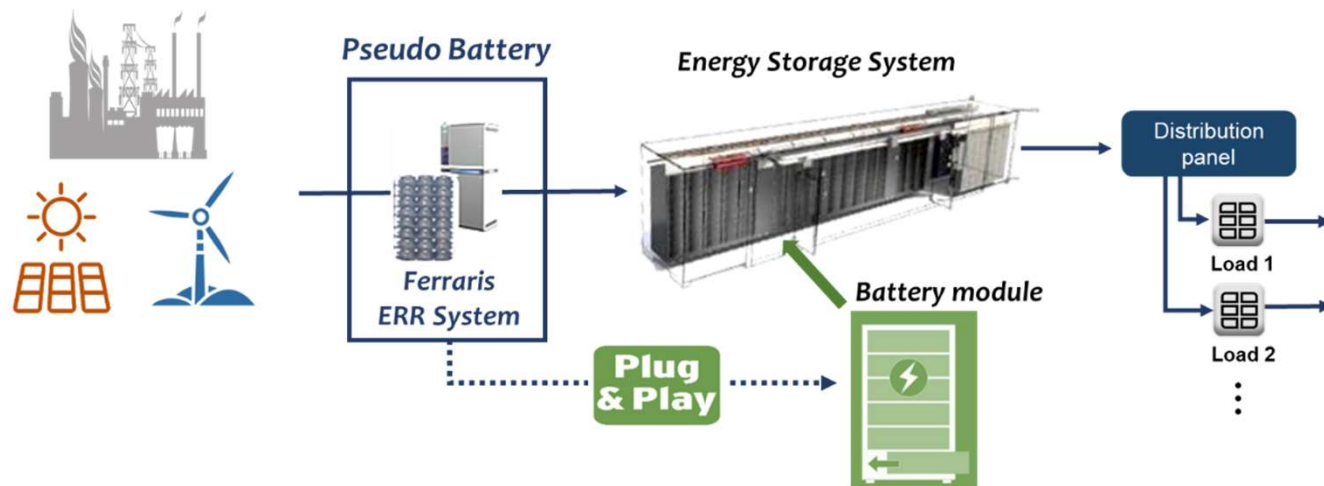 Pseudo Battery
Ferraris
ERR System
Energy Storage System
Distribution
panel
Load 1
Load 2
Battery module
Plug
& Play